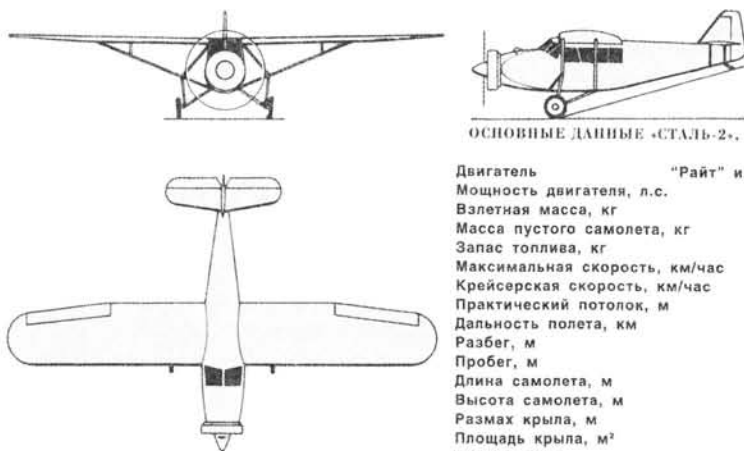 ОСНОВНЫЕ ДАННЫЕ «СТАЛЬ-2»,
Двигатель "Райт" и
Мощность двигателя, л.с.
Взлетная масса, кг
Масса пустого самолета, кг
Запас топлива, кг
Максимальная скорость, км/час
Крейсерская скорость, км/час
Практический потолок, м
Дальность полета, км
Разбег, м
Пробег, м
Длина самолета, м
Высота самолета, м
Размах крыла, м
Площадь крыла, м²